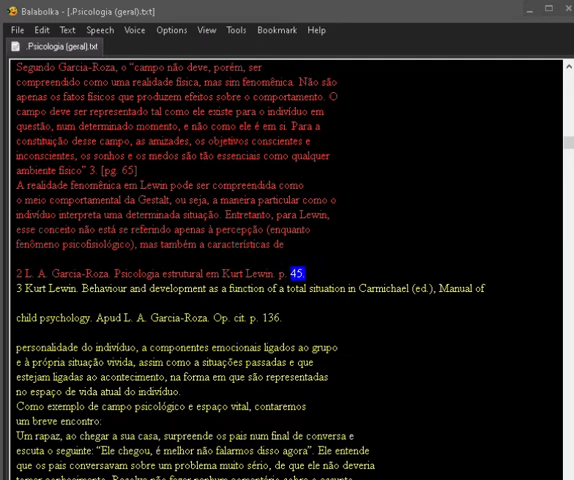 Balabolka - [.Psicologia (geral).txt]
File Edit Text Speech Voice Options View Tools Bookmark Help
.Psicologia (geral).txt
Segundo Garcia-Roza, o “campo não deve, porém, ser
compreendido como uma realidade física, mas sim fenomênica. Não são
apenas os fatos físicos que produzem efeitos sobre o comportamento. O
campo deve ser representado tal como ele existe para o indivíduo em
questão, num determinado momento, e não como ele é em si. Para a
constituição desse campo, as amizades, os objetivos conscientes e
inconscientes, os sonhos e os medos são tão essenciais como qualquer
ambiente físico” 3. [pg. 65]
A realidade fenomênica em Lewin pode ser compreendida como
o meio comportamental da Gestalt, ou seja, a maneira particular como o
indivíduo interpreta uma determinada situação. Entretanto, para Lewin,
esse conceito não está se referindo apenas à percepção (enquanto
fenômeno psicofisiológico), mas também a características de
2 L. A. Garcia-Roza. Psicologia estrutural em Kurt Lewin. p. 45.
3 Kurt Lewin. Behaviour and development as a function of a total situation in Carmichael (ed.), Manual of
child psychology. Apud L. A. Garcia-Roza. Op. cit. p. 136.
personalidade do indivíduo, a componentes emocionais ligados ao grupo
e à própria situação vivida, assim como a situações passadas e que
estejam ligadas ao acontecimento, na forma em que são representadas
no espaço de vida atual do indivíduo.
Como exemplo de campo psicológico e espaço vital, contaremos
um breve encontro:
Um rapaz, ao chegar a sua casa, surpreende os pais num final de conversa e
escuta o seguinte: “Ele chegou, é melhor não falarmos disso agora”. Ele entende
que os pais conversavam sobre um problema muito sério, de que ele não deveria